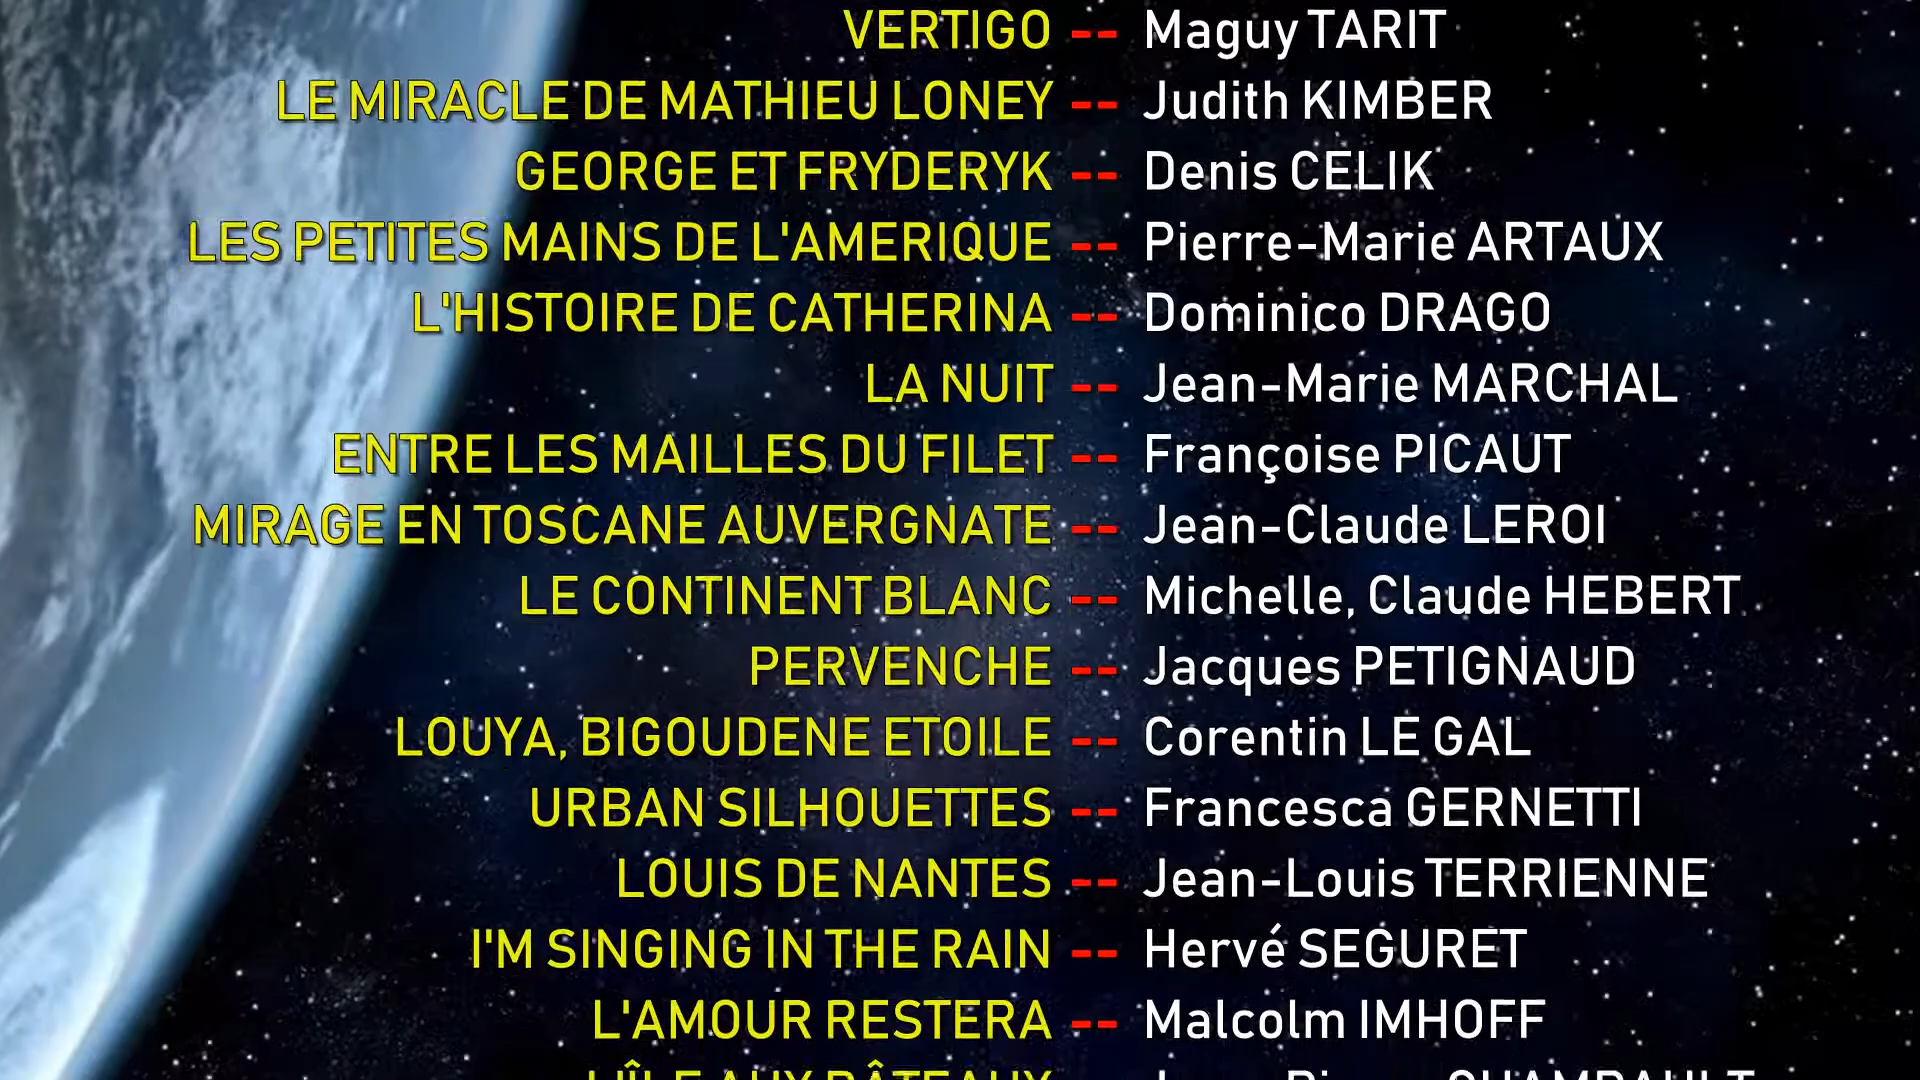 VERTIGO -- Maguy TARIT
LE MIRACLE DE MATHIEU LONEY -- Judith KIMBER
GEORGE ET FRYDERYK -- Denis CELIK
LES PETITES MAINS DE L'AMERIQUE -- Pierre-Marie ARTAUX
L'HISTOIRE DE CATHERINA -- Dominico DRAGO
LA NUIT -- Jean-Marie MARCHAL
ENTRE LES MAILLES DU FILET -- Françoise PICAUT
MIRAGE EN TOSCANE AUVERGNATE -- Jean-Claude LEROI
LE CONTINENT BLANC -- Michelle, Claude HEBERT
PERVENCHE -- Jacques PETIGNAUD
LOUYA, BIGOUDENE ETOILE -- Corentin LE GAL
URBAN SILHOUETTES -- Francesca GERNETTI
LOUIS DE NANTES -- Jean-Louis TERRIENNE
I'M SINGING IN THE RAIN -- Hervé SEGURET
L'AMOUR RESTERA -- Malcolm IMHOFF
L'ÎLE AUX BÂTEAUX